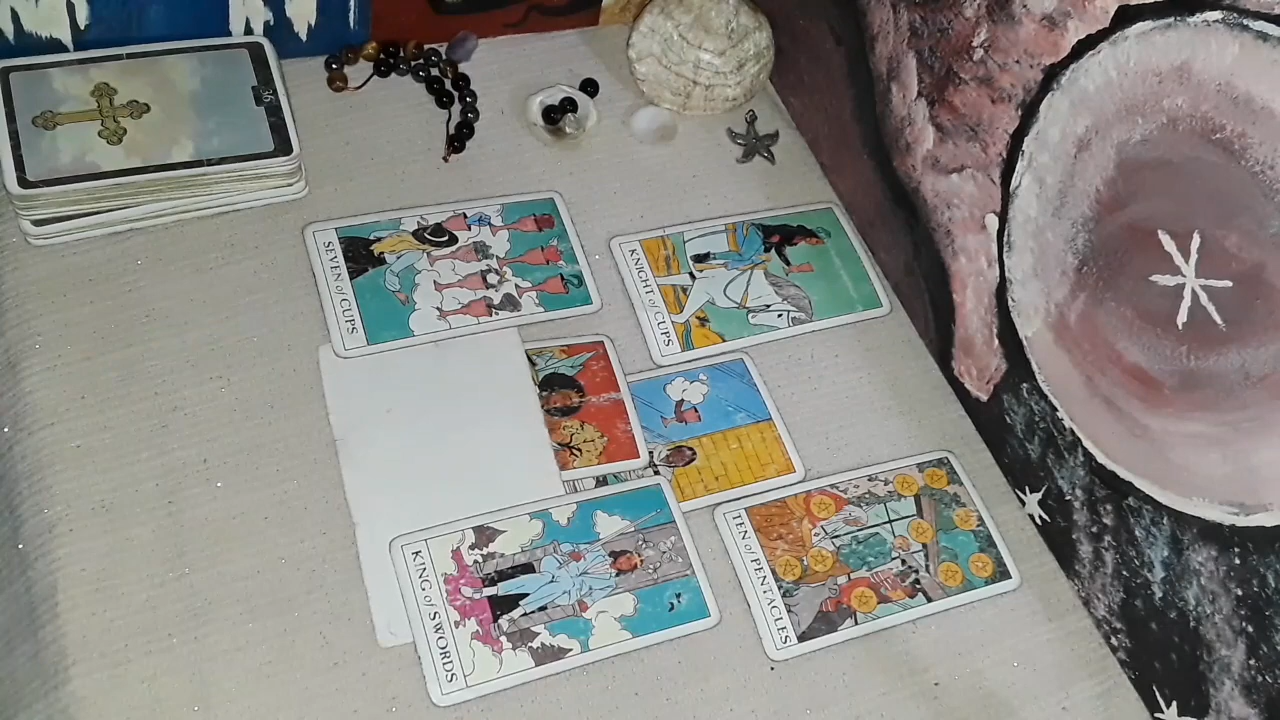 36
SEVEN of CUPS
KNIGHT of CUPS
KING of SWORDS
TEN of PENTACLES